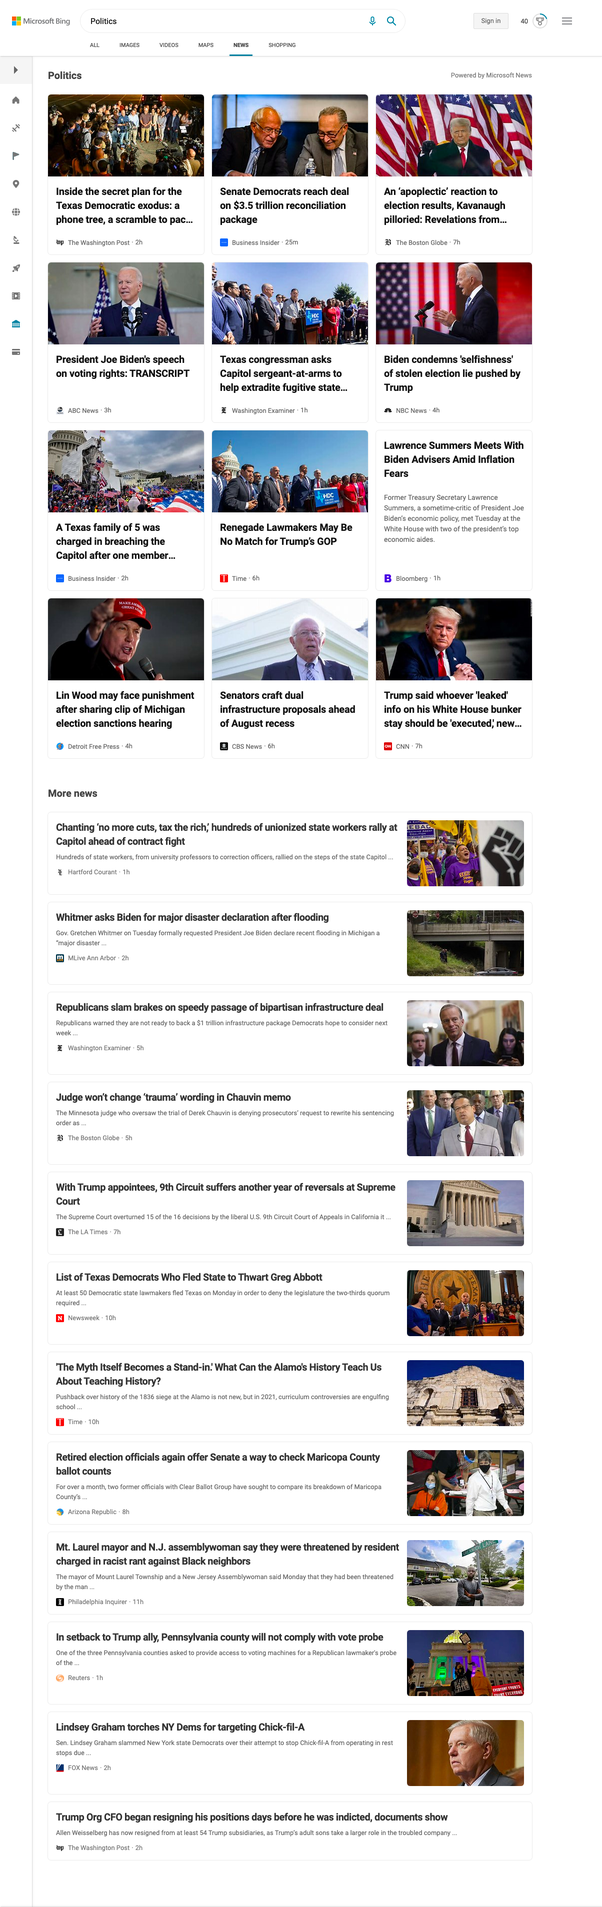 Microsoft Bing
Politics
Sign in
40
ALL IMAGES VIDEOS MAPS NEWS SHOPPING
Politics
Powered by Microsoft News
Inside the secret plan for the
Texas Democratic exodus: a
phone tree, a scramble to pac...
The Washington Post · 2h
Senate Democrats reach deal
on $3.5 trillion reconciliation
package
Business Insider · 25m
An ‘apoplectic’ reaction to
election results, Kavanaugh
pilloried: Revelations from...
The Boston Globe · 7h
President Joe Biden's speech
on voting rights: TRANSCRIPT
ABC News · 3h
Texas congressman asks
Capitol sergeant-at-arms to
help extradite fugitive state...
Washington Examiner · 1h
Biden condemns 'selfishness'
of stolen election lie pushed by
Trump
NBC News · 4h
A Texas family of 5 was
charged in breaching the
Capitol after one member...
Business Insider · 2h
Renegade Lawmakers May Be
No Match for Trump's GOP
Time · 6h
Lawrence Summers Meets With
Biden Advisers Amid Inflation
Fears
Former Treasury Secretary Lawrence
Summers, a sometime-critic of President Joe
Biden's economic policy, met Tuesday at the
White House with two of the president's top
economic aides.
Bloomberg · 1h
Lin Wood may face punishment
after sharing clip of Michigan
election sanctions hearing
Detroit Free Press · 4h
Senators craft dual
infrastructure proposals ahead
of August recess
CBS News · 6h
Trump said whoever 'leaked'
info on his White House bunker
stay should be 'executed,' new...
CNN · 7h
More news
Chanting ‘no more cuts, tax the rich,’ hundreds of unionized state workers rally at
Capitol ahead of contract fight
Hundreds of state workers, from university professors to correction officers, rallied on the steps of the state Capitol ...
Hartford Courant · 1h
Whitmer asks Biden for major disaster declaration after flooding
Gov. Gretchen Whitmer on Tuesday formally requested President Joe Biden declare recent flooding in Michigan a
“major disaster ...
MLive Ann Arbor · 2h
Republicans slam brakes on speedy passage of bipartisan infrastructure deal
Republicans warned they are not ready to back a $1 trillion infrastructure package Democrats hope to consider next
week ...
Washington Examiner · 5h
Judge won’t change ‘trauma’ wording in Chauvin memo
The Minnesota judge who oversaw the trial of Derek Chauvin is denying prosecutors’ request to rewrite his sentencing
order as ...
The Boston Globe · 5h
With Trump appointees, 9th Circuit suffers another year of reversals at Supreme
Court
The Supreme Court overturned 15 of the 16 decisions by the liberal U.S. 9th Circuit Court of Appeals in California it ...
The LA Times · 7h
List of Texas Democrats Who Fled State to Thwart Greg Abbott
At least 50 Democratic state lawmakers fled Texas on Monday in order to deny the legislature the two-thirds quorum
required ...
Newsweek · 10h
'The Myth Itself Becomes a Stand-in.' What Can the Alamo's History Teach Us
About Teaching History?
Pushback over history of the 1836 siege at the Alamo is not new, but in 2021, curriculum controversies are engulfing
school ...
Time · 10h
Retired election officials again offer Senate a way to check Maricopa County
ballot counts
For over a month, two former officials with Clear Ballot Group have sought to compare its breakdown of Maricopa
County's ...
Arizona Republic · 8h
Mt. Laurel mayor and N.J. assemblywoman say they were threatened by resident
charged in racist rant against Black neighbors
The mayor of Mount Laurel Township and a New Jersey Assemblywoman said Monday that they had been threatened
by the man ...
Philadelphia Inquirer · 11h
In setback to Trump ally, Pennsylvania county will not comply with vote probe
One of the three Pennsylvania counties asked to provide access to voting machines for a Republican lawmaker's probe
of the ...
Reuters · 1h
Lindsey Graham torches NY Dems for targeting Chick-fil-A
Sen. Lindsey Graham slammed New York state Democrats over their attempt to stop Chick-fil-A from operating in rest
stops due ...
FOX News · 2h
Trump Org CFO began resigning his positions days before he was indicted, documents show
Allen Weisselberg has now resigned from at least 54 Trump subsidiaries, as Trump’s adult sons take a larger role in the troubled company ...
The Washington Post · 2h